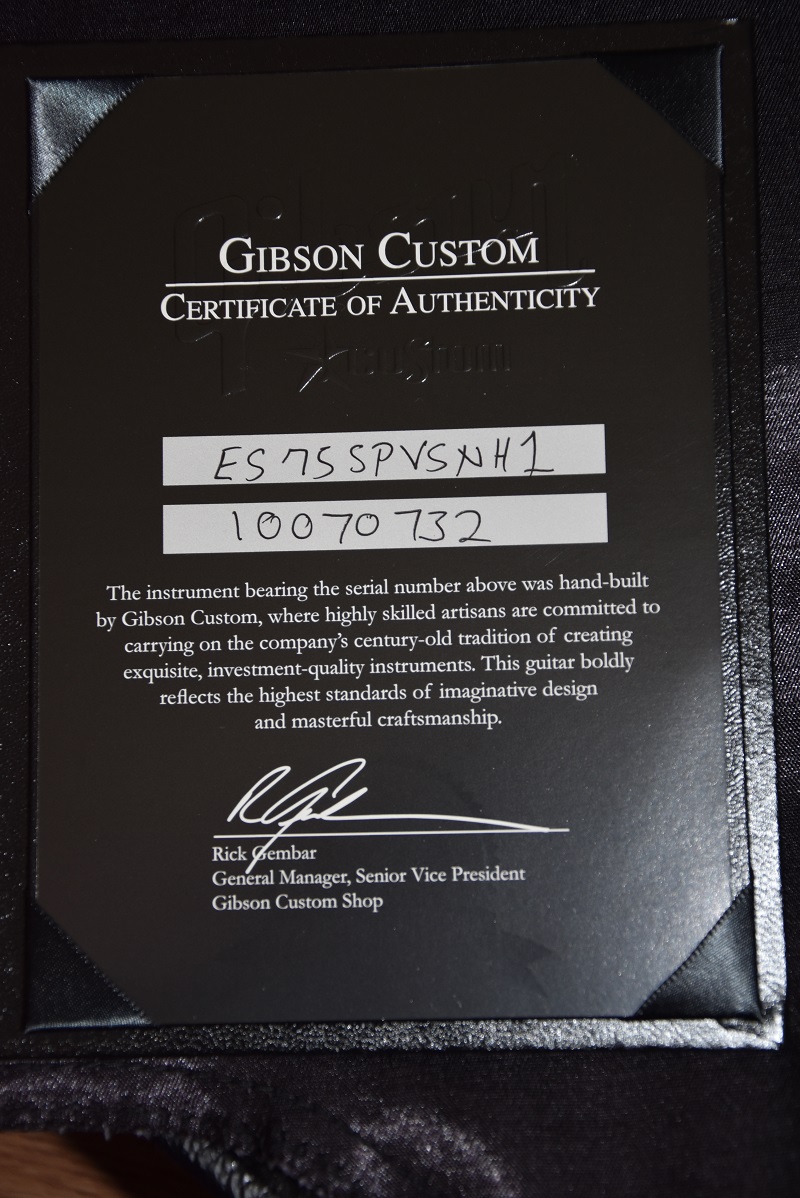 GIBSON CUSTOM
CERTIFICATE OF AUTHENTICITY
custom
ES75SPVSNH1
10070732
The instrument bearing the serial number above was hand-built
by Gibson Custom, where highly skilled artisans are committed to
carrying on the company's century-old tradition of creating
exquisite, investment-quality instruments. This guitar boldly
reflects the highest standards of imaginative design
and masterful craftsmanship.
Rick Gembar
General Manager, Senior Vice President
Gibson Custom Shop